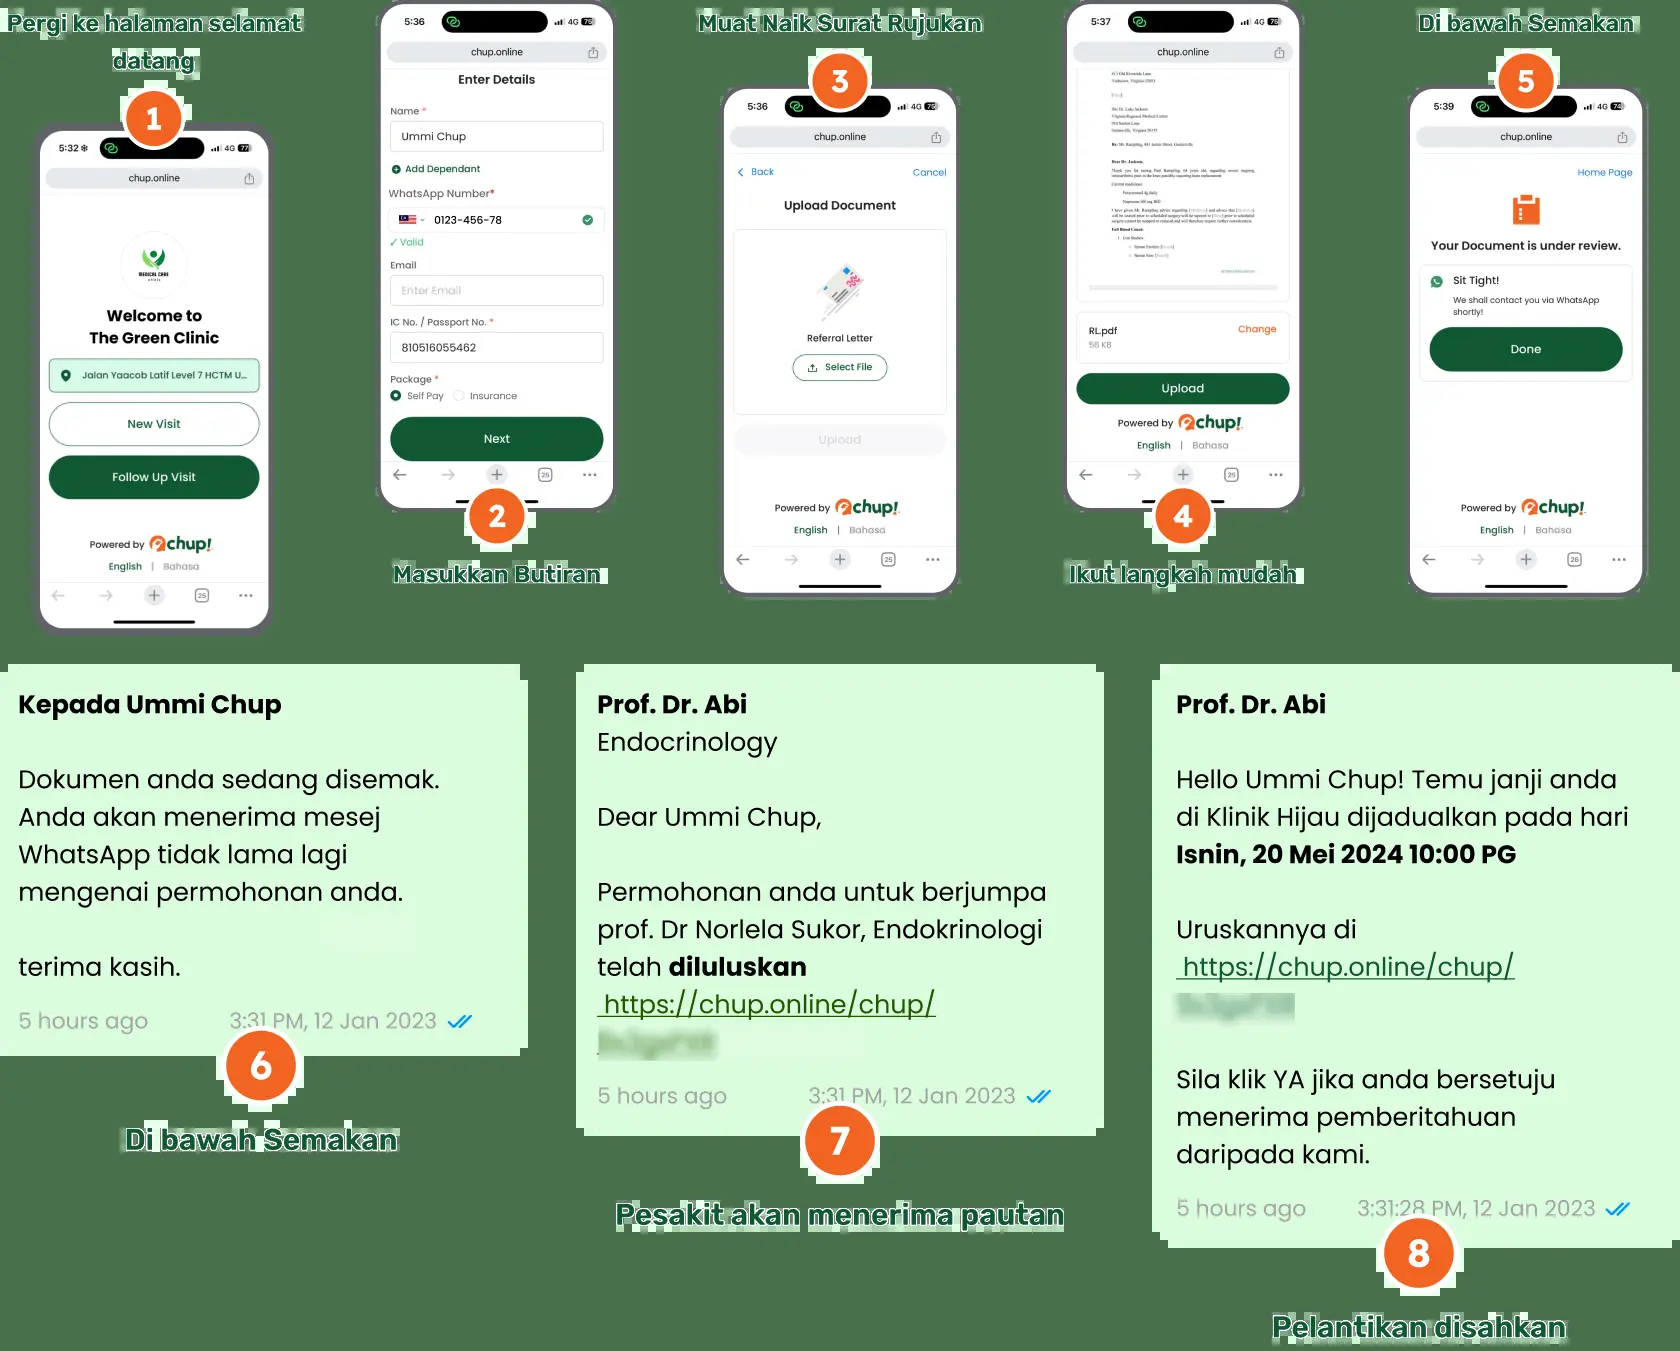 Pergi ke halaman selamat
datang
1
5:32
4G 77
chup.online
MEDICAL CARE
Welcome to
The Green Clinic
Jalan Yaacob Latif Level 7 HCTM U...
New Visit
Follow Up Visit
Powered by chup!
English | Bahasa
25
5:36
4G
chup.online
Enter Details
Name *
Ummi Chup
Add Dependant
WhatsApp Number*
0123-456-78
✓ Valid
Email
Enter Email
IC No. / Passport No. *
810516055462
Package *
Self Pay
Insurance
Next
25
2
Masukkan Butiran
Muat Naik Surat Rujukan
3
5:36
4G
chup.online
Back
Cancel
Upload Document
Referral Letter
Select File
Upload
Powered by chup!
English | Bahasa
25
5:37
4G
chup.online
Dear Dr. Jackson,
Full Blood Count:
RL.pdf
56 KB
Change
Upload
Powered by chup!
English | Bahasa
25
4
Ikut langkah mudah
Di bawah Semakan
5
5:39
4G 74
chup.online
Home Page
Your Document is under review.
Sit Tight!
We shall contact you via WhatsApp
shortly!
Done
Powered by chup!
English | Bahasa
26
Kepada Ummi Chup
Dokumen anda sedang disemak.
Anda akan menerima mesej
WhatsApp tidak lama lagi
mengenai permohonan anda.
terima kasih.
5 hours ago
3:31 PM, 12 Jan 2023
6
Di bawah Semakan
Prof. Dr. Abi
Endocrinology
Dear Ummi Chup,
Permohonan anda untuk berjumpa
prof. Dr Norlela Sukor, Endokrinologi
telah diluluskan
https://chup.online/chup/
5 hours ago
3:31 PM, 12 Jan 2023
7
Pesakit akan menerima pautan
Prof. Dr. Abi
Hello Ummi Chup! Temu janji anda
di Klinik Hijau dijadualkan pada hari
Isnin, 20 Mei 2024 10:00 PG
Uruskannya di
https://chup.online/chup/
Sila klik YA jika anda bersetuju
menerima pemberitahuan
daripada kami.
5 hours ago
3:31:28 PM, 12 Jan 2023
8
Pelantikan disahkan